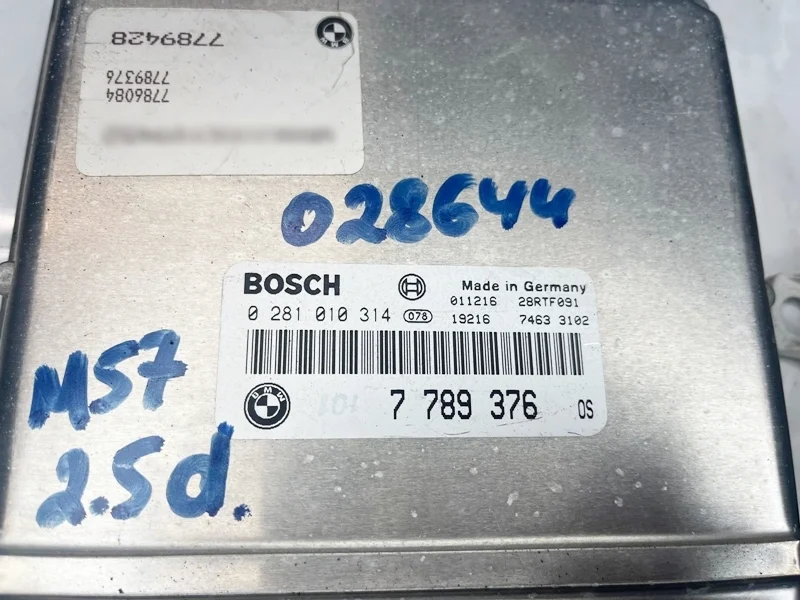 7789428
7789376
7786084
028644
BOSCH
Made in Germany
0 281 010 314 078
011216 28RTF091
19216 7463 3102
BMW
7 789 376 OS
M57
2.5d.